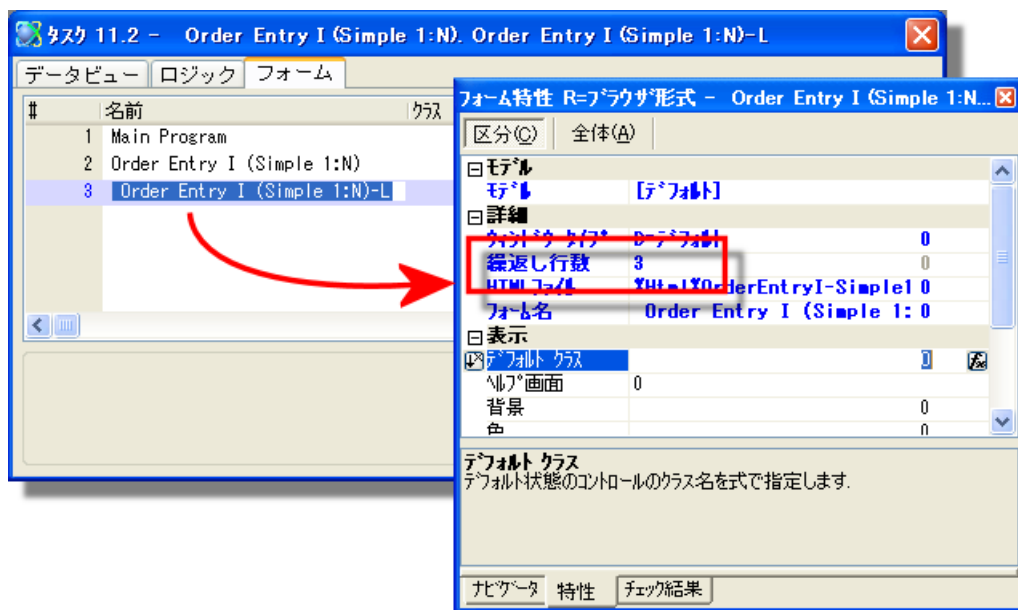 タスク 11.2 - Order Entry I (Simple 1:N). Order Entry I (Simple 1:N)-L
データビュー ロジック フォーム
# 名前 クラス
1 Main Program
2 Order Entry I (Simple 1:N)
3 Order Entry I (Simple 1:N)-L
フォーム特性 R=ブラウザ形式 - Order Entry I (Simple 1:N...
区分(C) 全体(A)
モデル
モデル [デフォルト]
詳細
ウィンドウ タイプ D=デフォルト 0
繰返し行数 3 0
HTMLファイル %Html%OrderEntryI-Simple1 0
フォーム名 Order Entry I (Simple 1: 0
表示
デフォルト クラス 0
ヘルプ画面 0
背景 0
色 0
デフォルト クラス
デフォルト状態のコントロールのクラス名を式で指定します.
ナビゲータ 特性 チェック結果